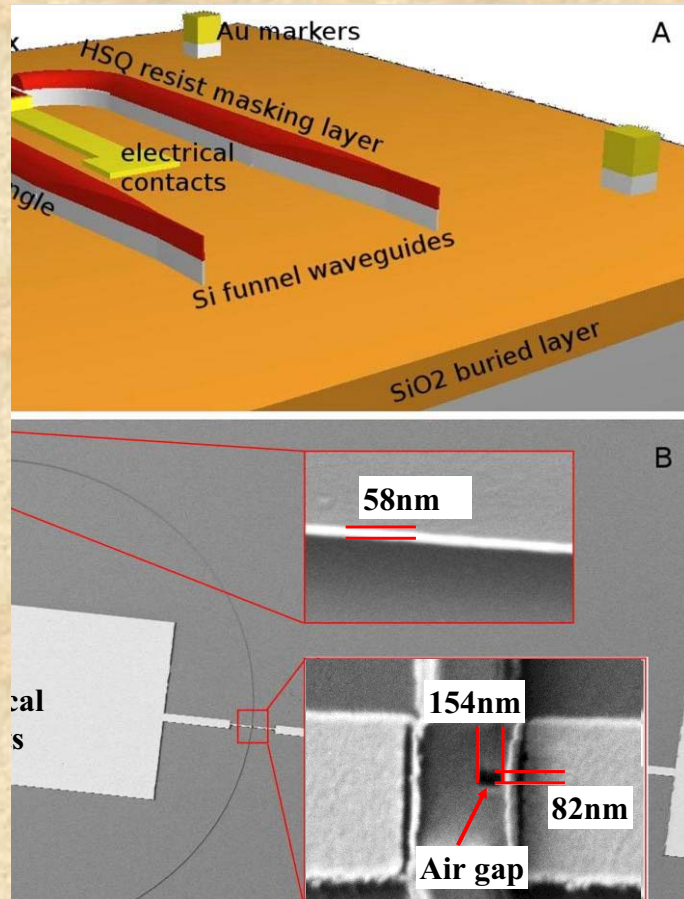 x
Au markers
A
HSQ resist masking layer
electrical
contacts
ngle
Si funnel waveguides
SiO2 buried layer
B
58nm
154nm
cal
s
82nm
Air gap